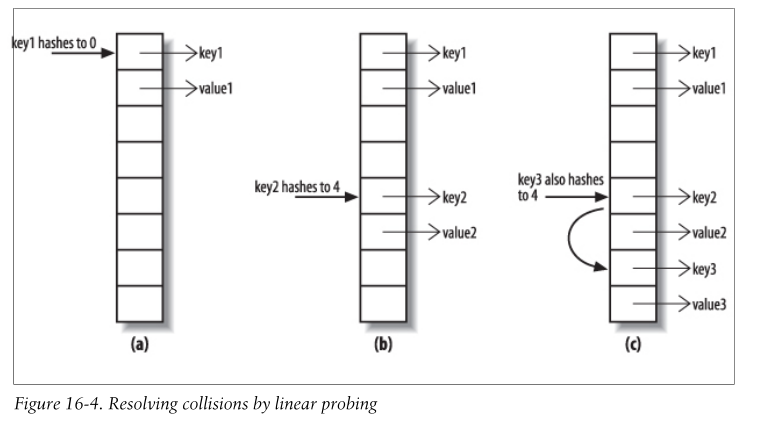 key1 hashes to 0
key1
value1
(a)
key2 hashes to 4
key1
value1
key2
value2
(b)
key3 also hashes
to 4
key1
value1
key2
value2
key3
value3
(c)
Figure 16-4. Resolving collisions by linear probing